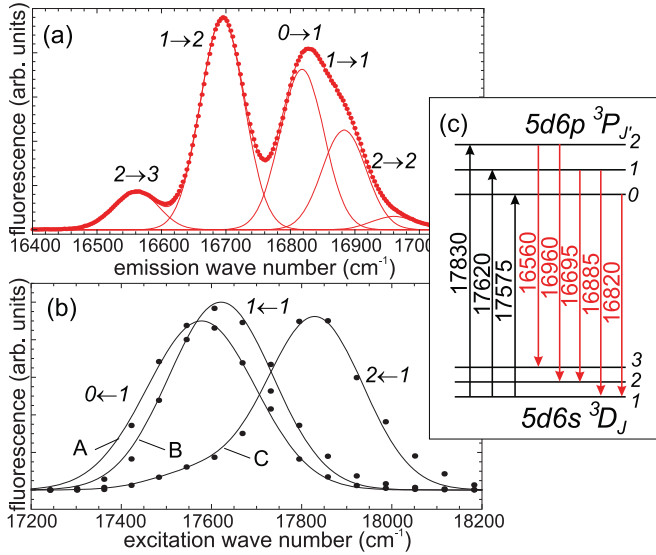 (a)
fluorescence (arb. units)
2→3
1→2
0→1
1→1
2→2
16400 16500 16600 16700 16800 16900 1700
emission wave number (cm⁻¹)
(b)
fluorescence (arb. units)
0←1
1←1
2←1
A
B
C
17200 17400 17600 17800 18000 18200
excitation wave number (cm⁻¹)
(c)
5d6p ³P_J'
2
1
0
17830
17620
17575
16560
16960
16695
16885
16820
3
2
1
5d6s ³D_J